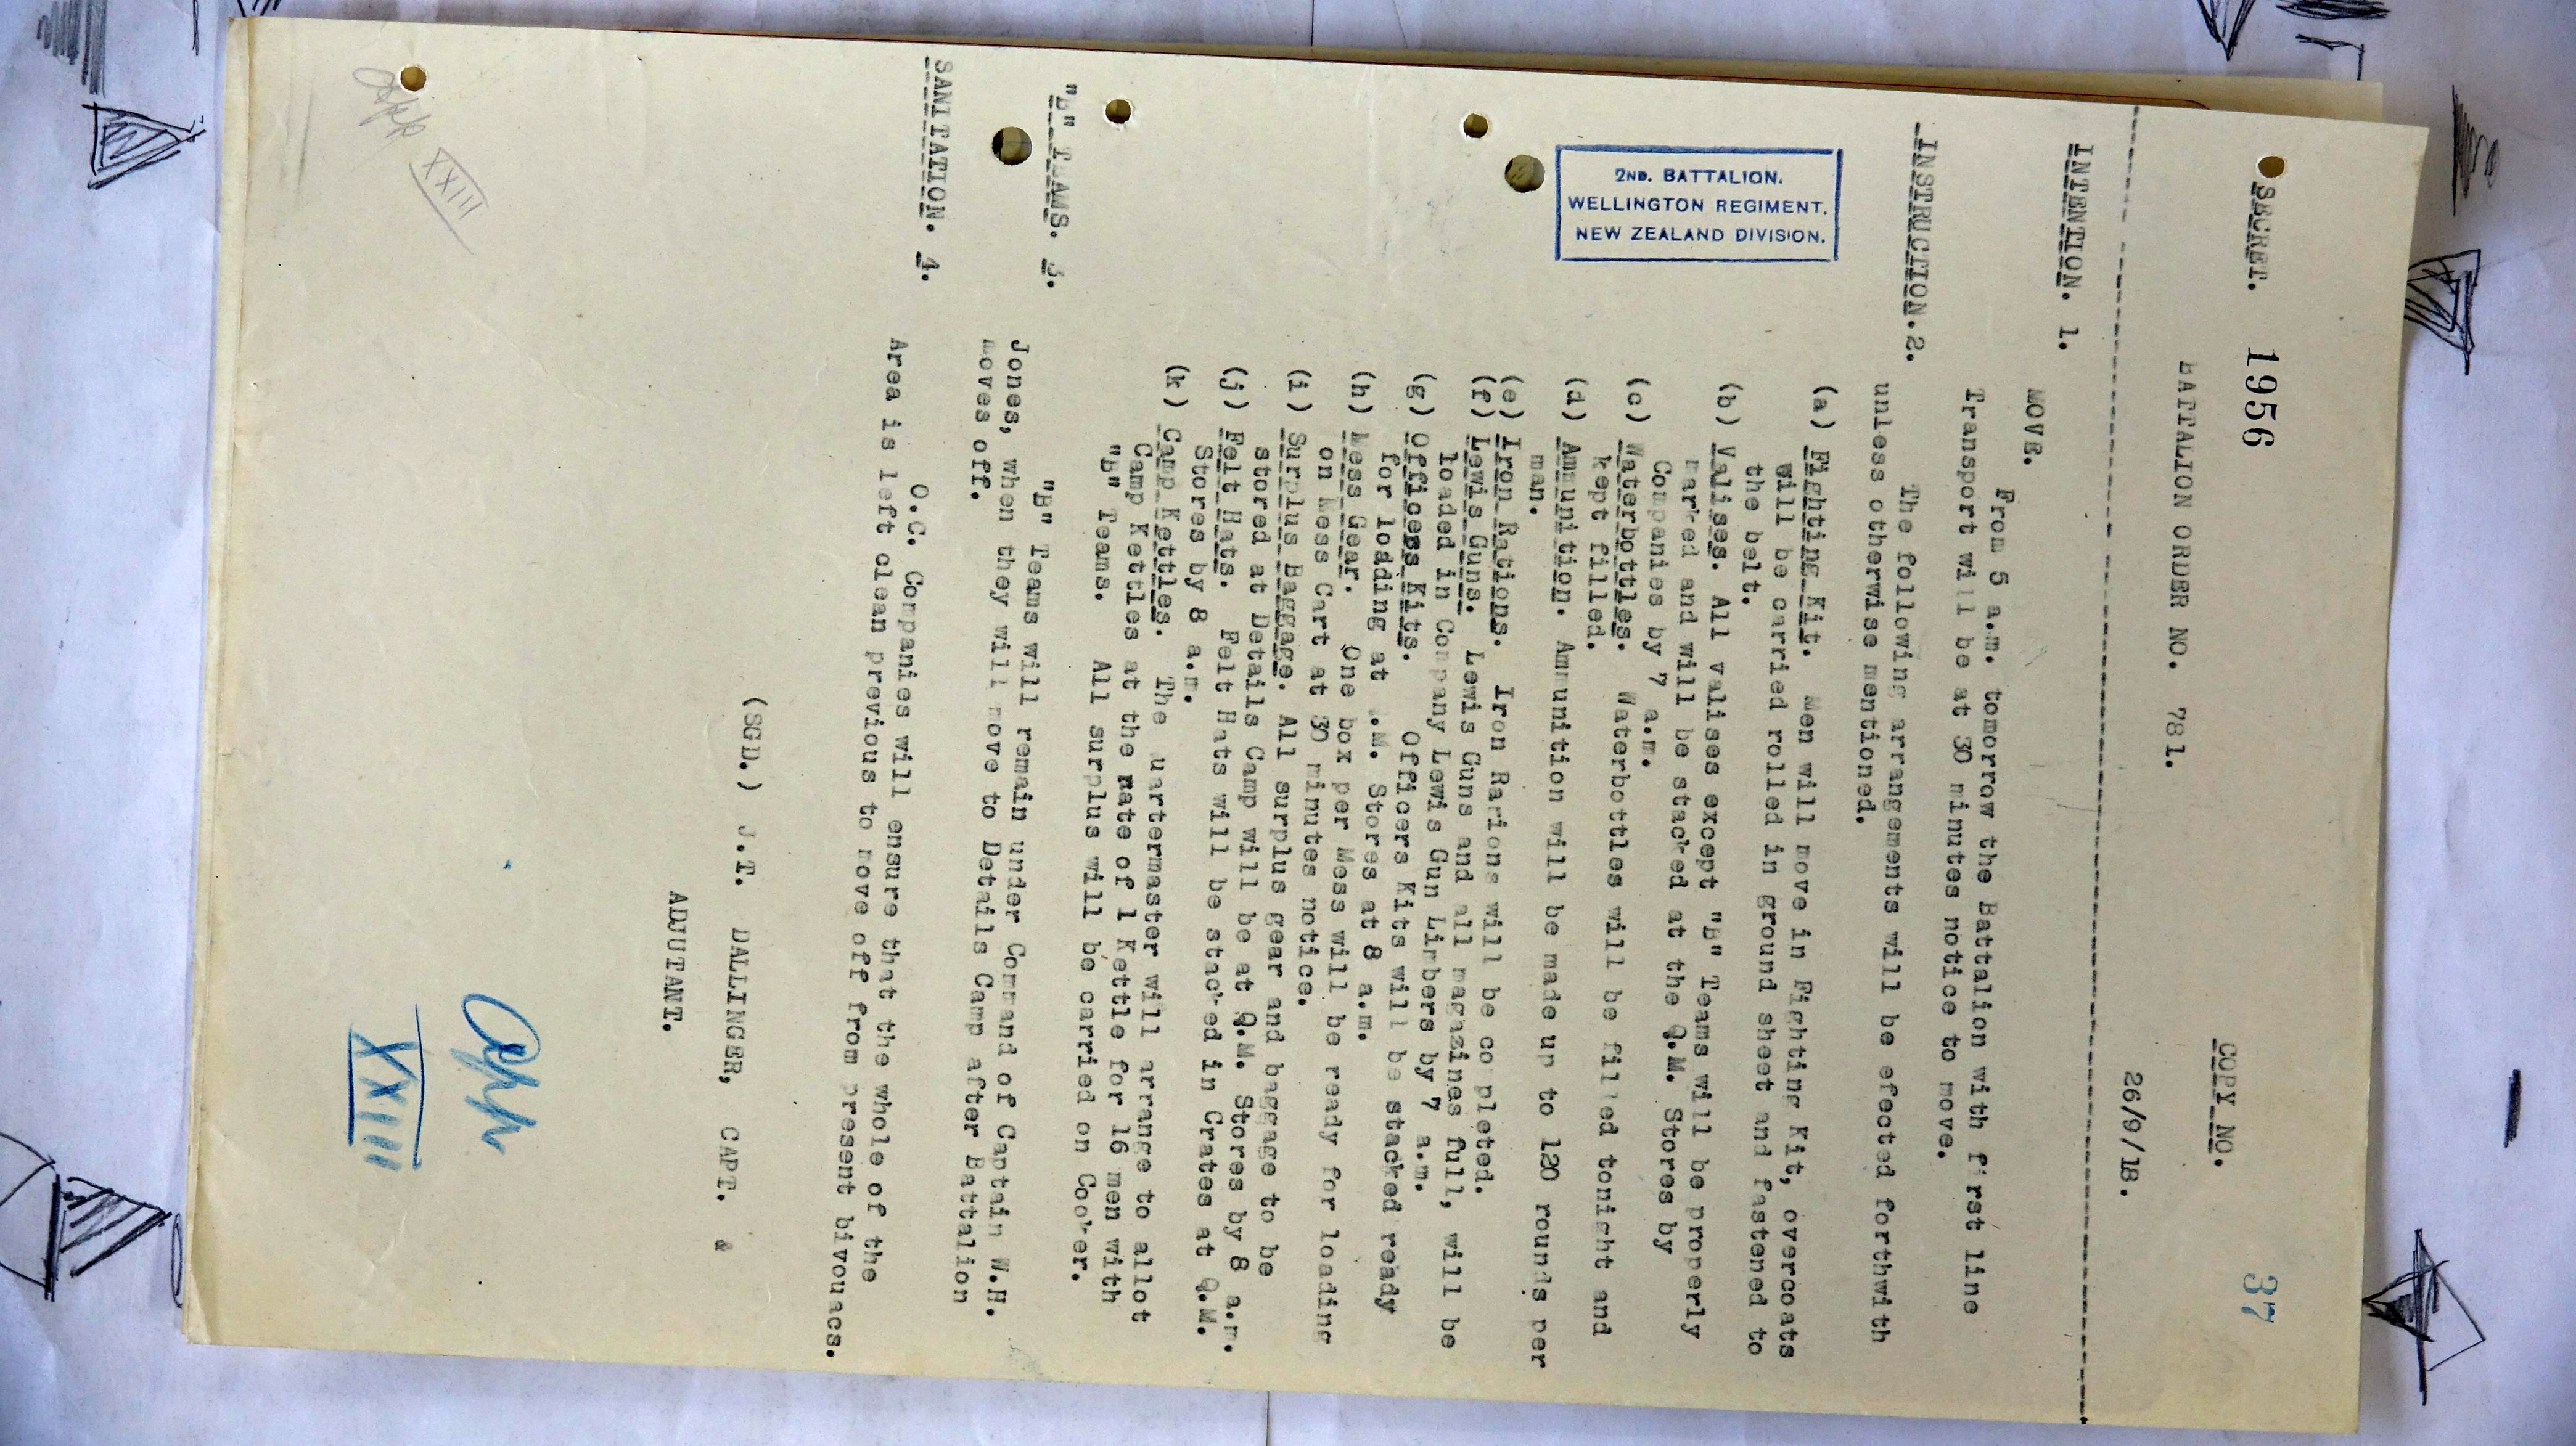 SECRET. 1956
37
COPY NO.
BATTALION ORDER NO. 781.
26/9/18.
INTENTION. 1.
MOVE.
From 5 a.m. tomorrow the Battalion with first line
Transport will be at 30 minutes notice to move.
INSTRUCTION.2.
The following arrangements will be efected forthwith
unless otherwise mentioned.
(a) Fighting Kit. Men will move in Fighting Kit, overcoats
will be carried rolled in ground sheet and fastened to
the belt.
(b) Valises. All valises except "B" Teams will be properly
marked and will be stacked at the Q.M. Stores by
Companies by 7 a.m.
(c) Waterbottles. Waterbottles will be filled tonight and
kept filled.
(d) Ammunition. Ammunition will be made up to 120 rounds per
man.
(e) Iron Rations. Iron Rarions will be completed.
(f) Lewis Guns. Lewis Guns and all magazines full, will be
loaded in Company Lewis Gun Limbers by 7 a.m.
(g) Officers Kits. Officers Kits will be stacked ready
for loading at .M. Stores at 8 a.m.
(h) Mess Gear. One box per Mess will be ready for loading
on Mess Cart at 30 minutes notice.
(i) Surplus Baggage. All surplus gear and baggage to be
stored at Details Camp will be at Q.M. Stores by 8 a.m.
(j) Felt Hats. Felt Hats will be stacked in Crates at Q.M.
Stores by 8 a.m.
(k) Camp Kettles. The uartermaster will arrange to allot
Camp Kettles at the rate of 1 Kettle for 16 men with
"B" Teams. All surplus will be carried on Cooker.
2ND. BATTALION.
WELLINGTON REGIMENT.
NEW ZEALAND DIVISION.
"B" TEAMS. 3.
"B" Teams will remain under Command of Captain W.H.
Jones, when they will move to Details Camp after Battalion
moves off.
SANITATION. 4.
O.C. Companies will ensure that the whole of the
Area is left clean previous to move off from present bivouacs.
(SGD.) J.T. DALLINGER, CAPT. &
ADJUTANT.
App
XXIII
App
XXIII